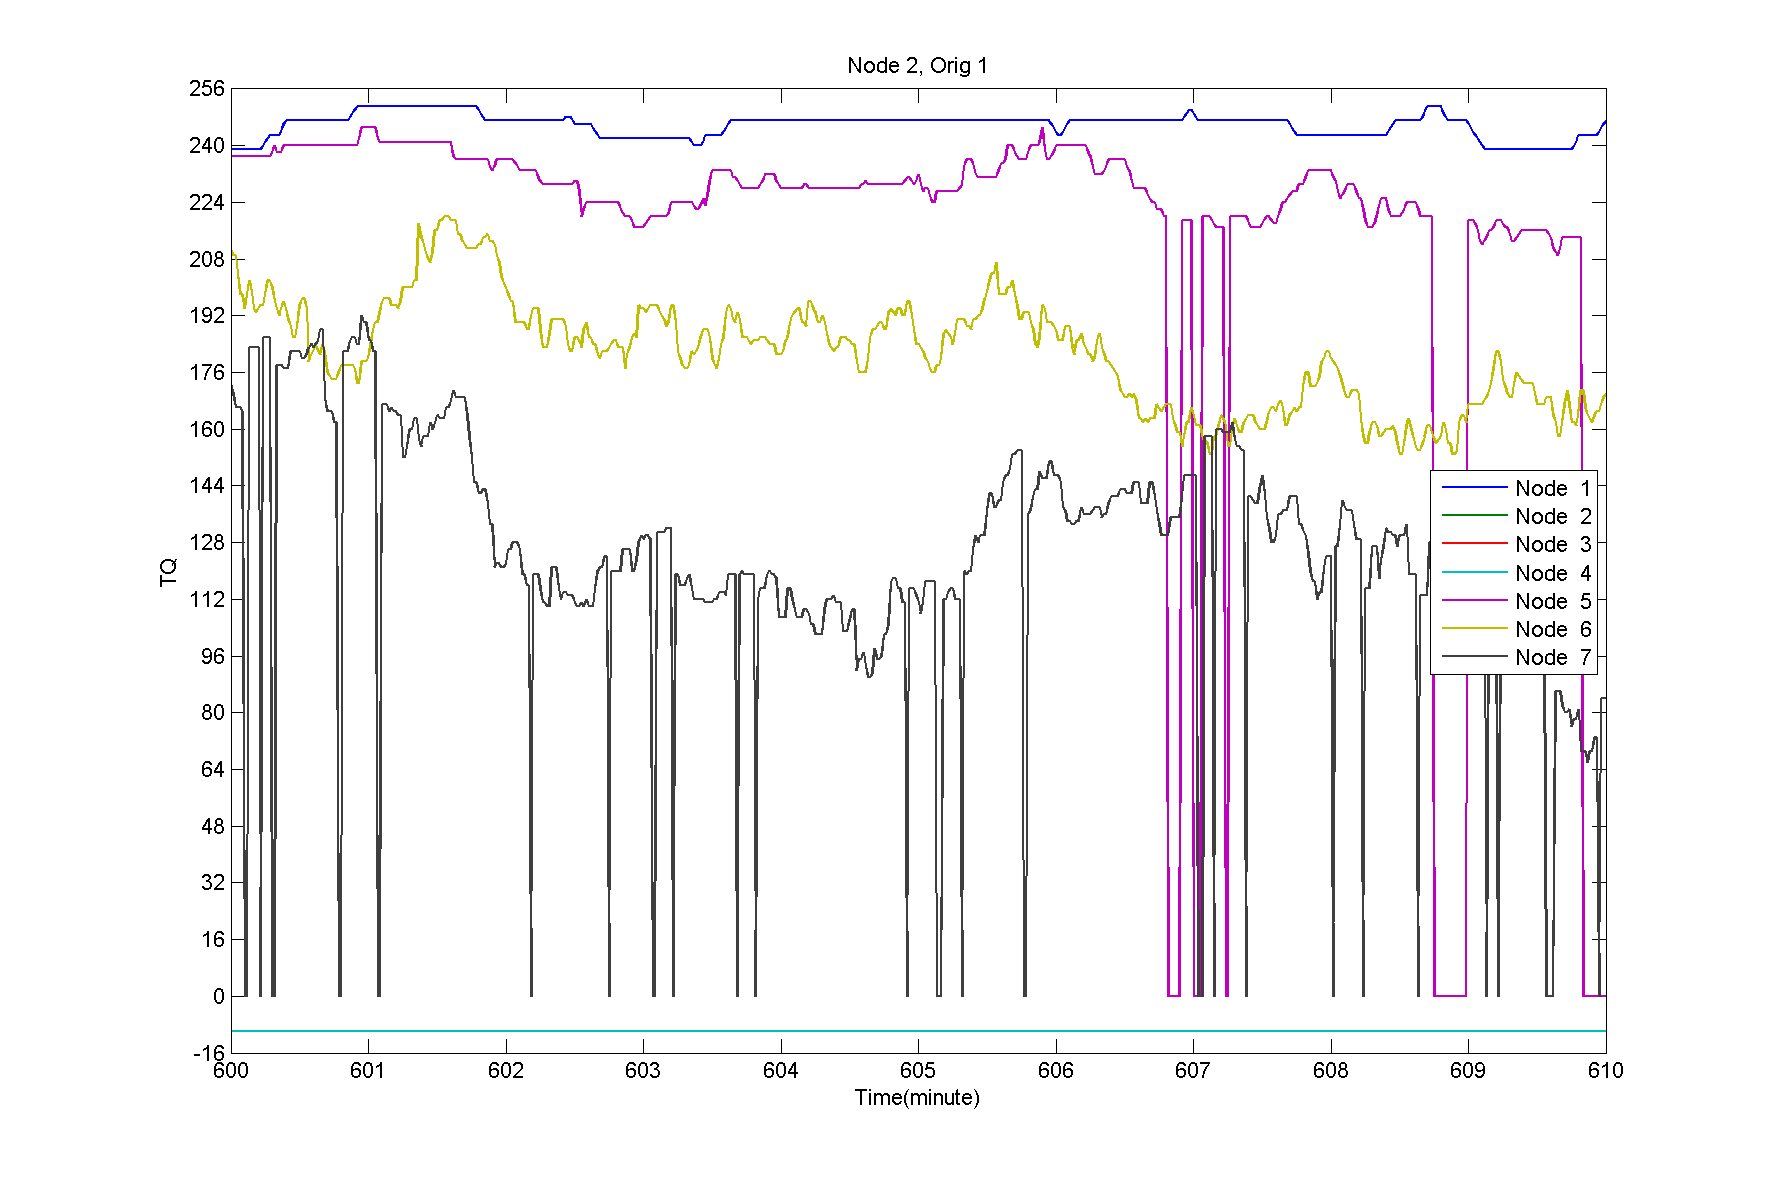 Node 2, Orig 1
256
240
224
208
192
176
160
144
128
112
96
80
64
48
32
16
0
-16
TQ
Node 1
Node 2
Node 3
Node 4
Node 5
Node 6
Node 7
600 601 602 603 604 605 606 607 608 609 610
Time(minute)